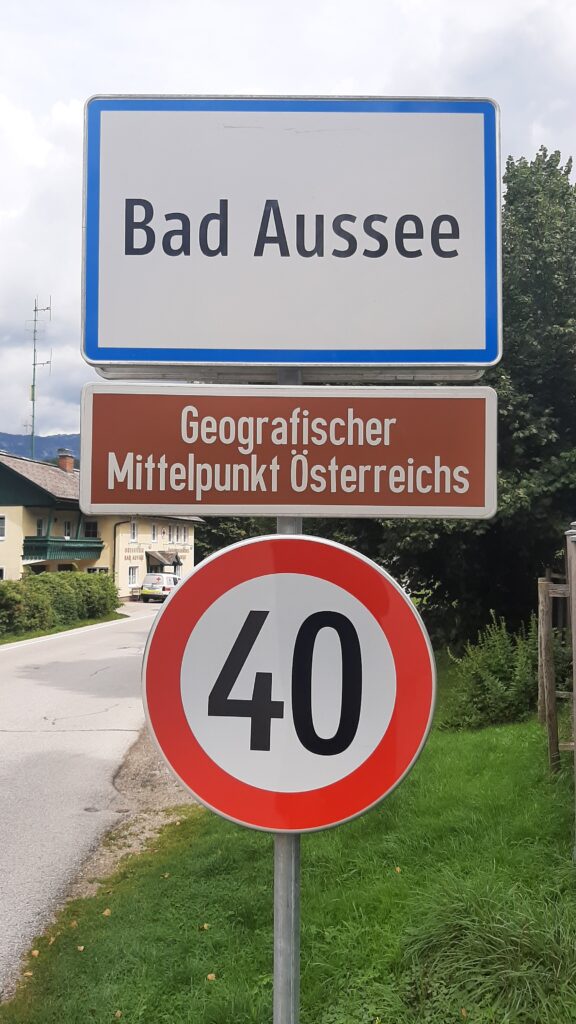 Bad Aussee
Geografischer
Mittelpunkt Österreichs
40